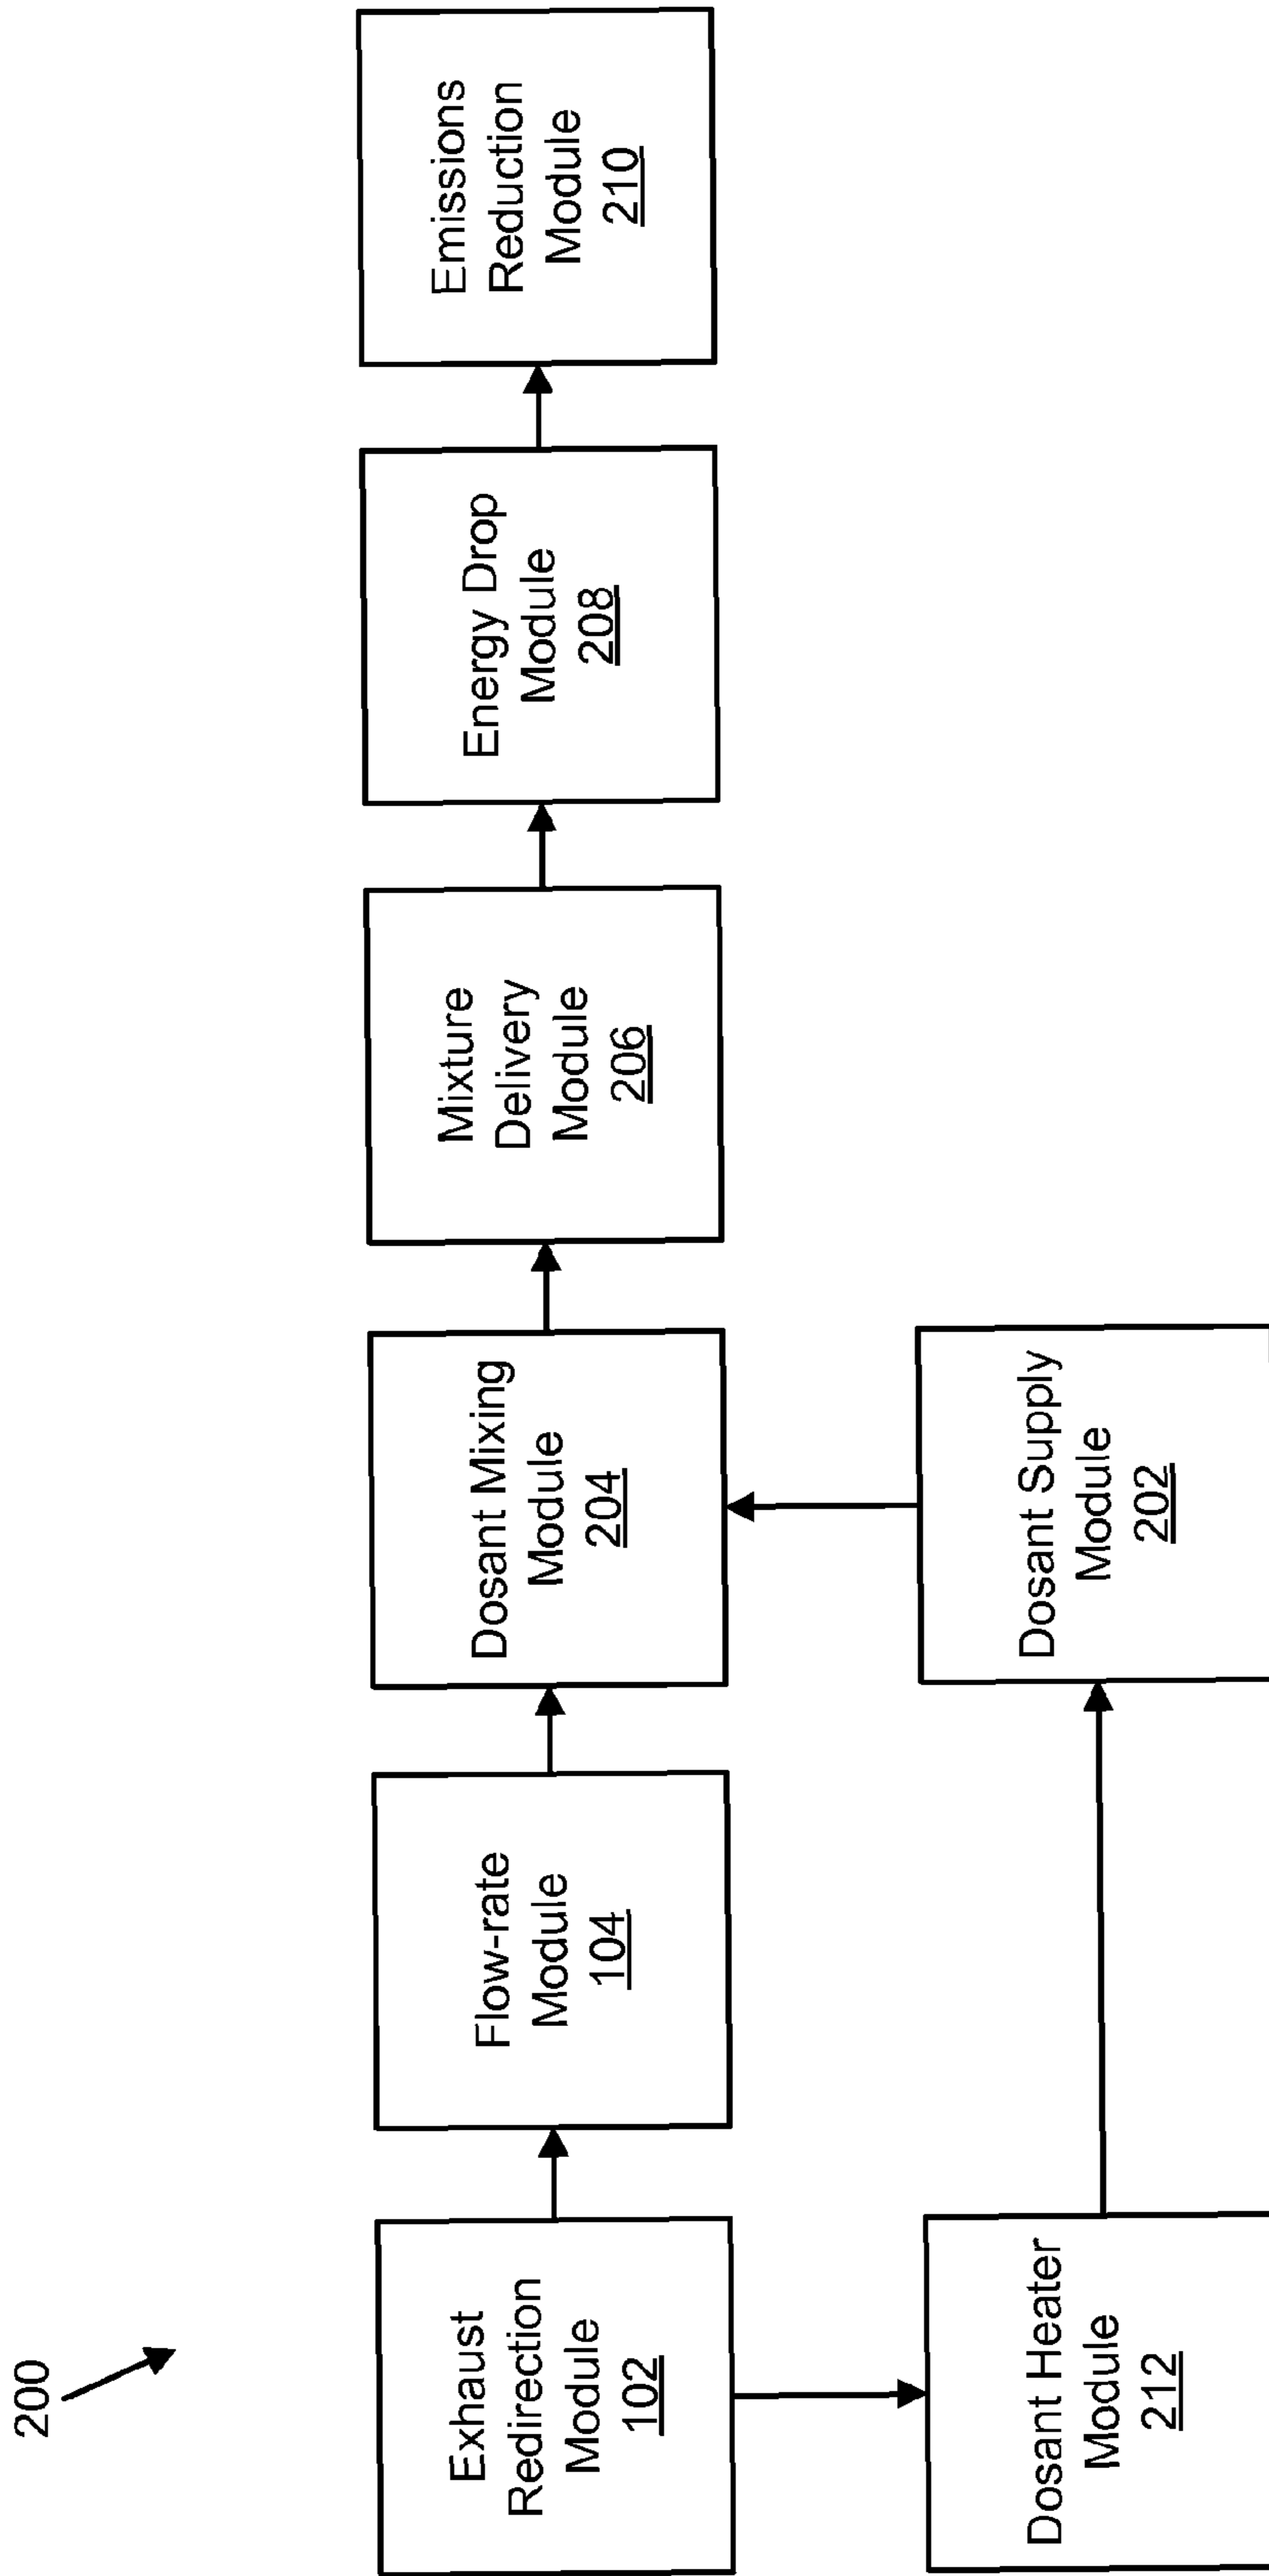 200
Exhaust
Redirection
Module
102
Flow-rate
Module
104
Dosant Mixing
Module
204
Mixture
Delivery
Module
206
Energy Drop
Module
208
Emissions
Reduction
Module
210
Dosant Heater
Module
212
Dosant Supply
Module
202